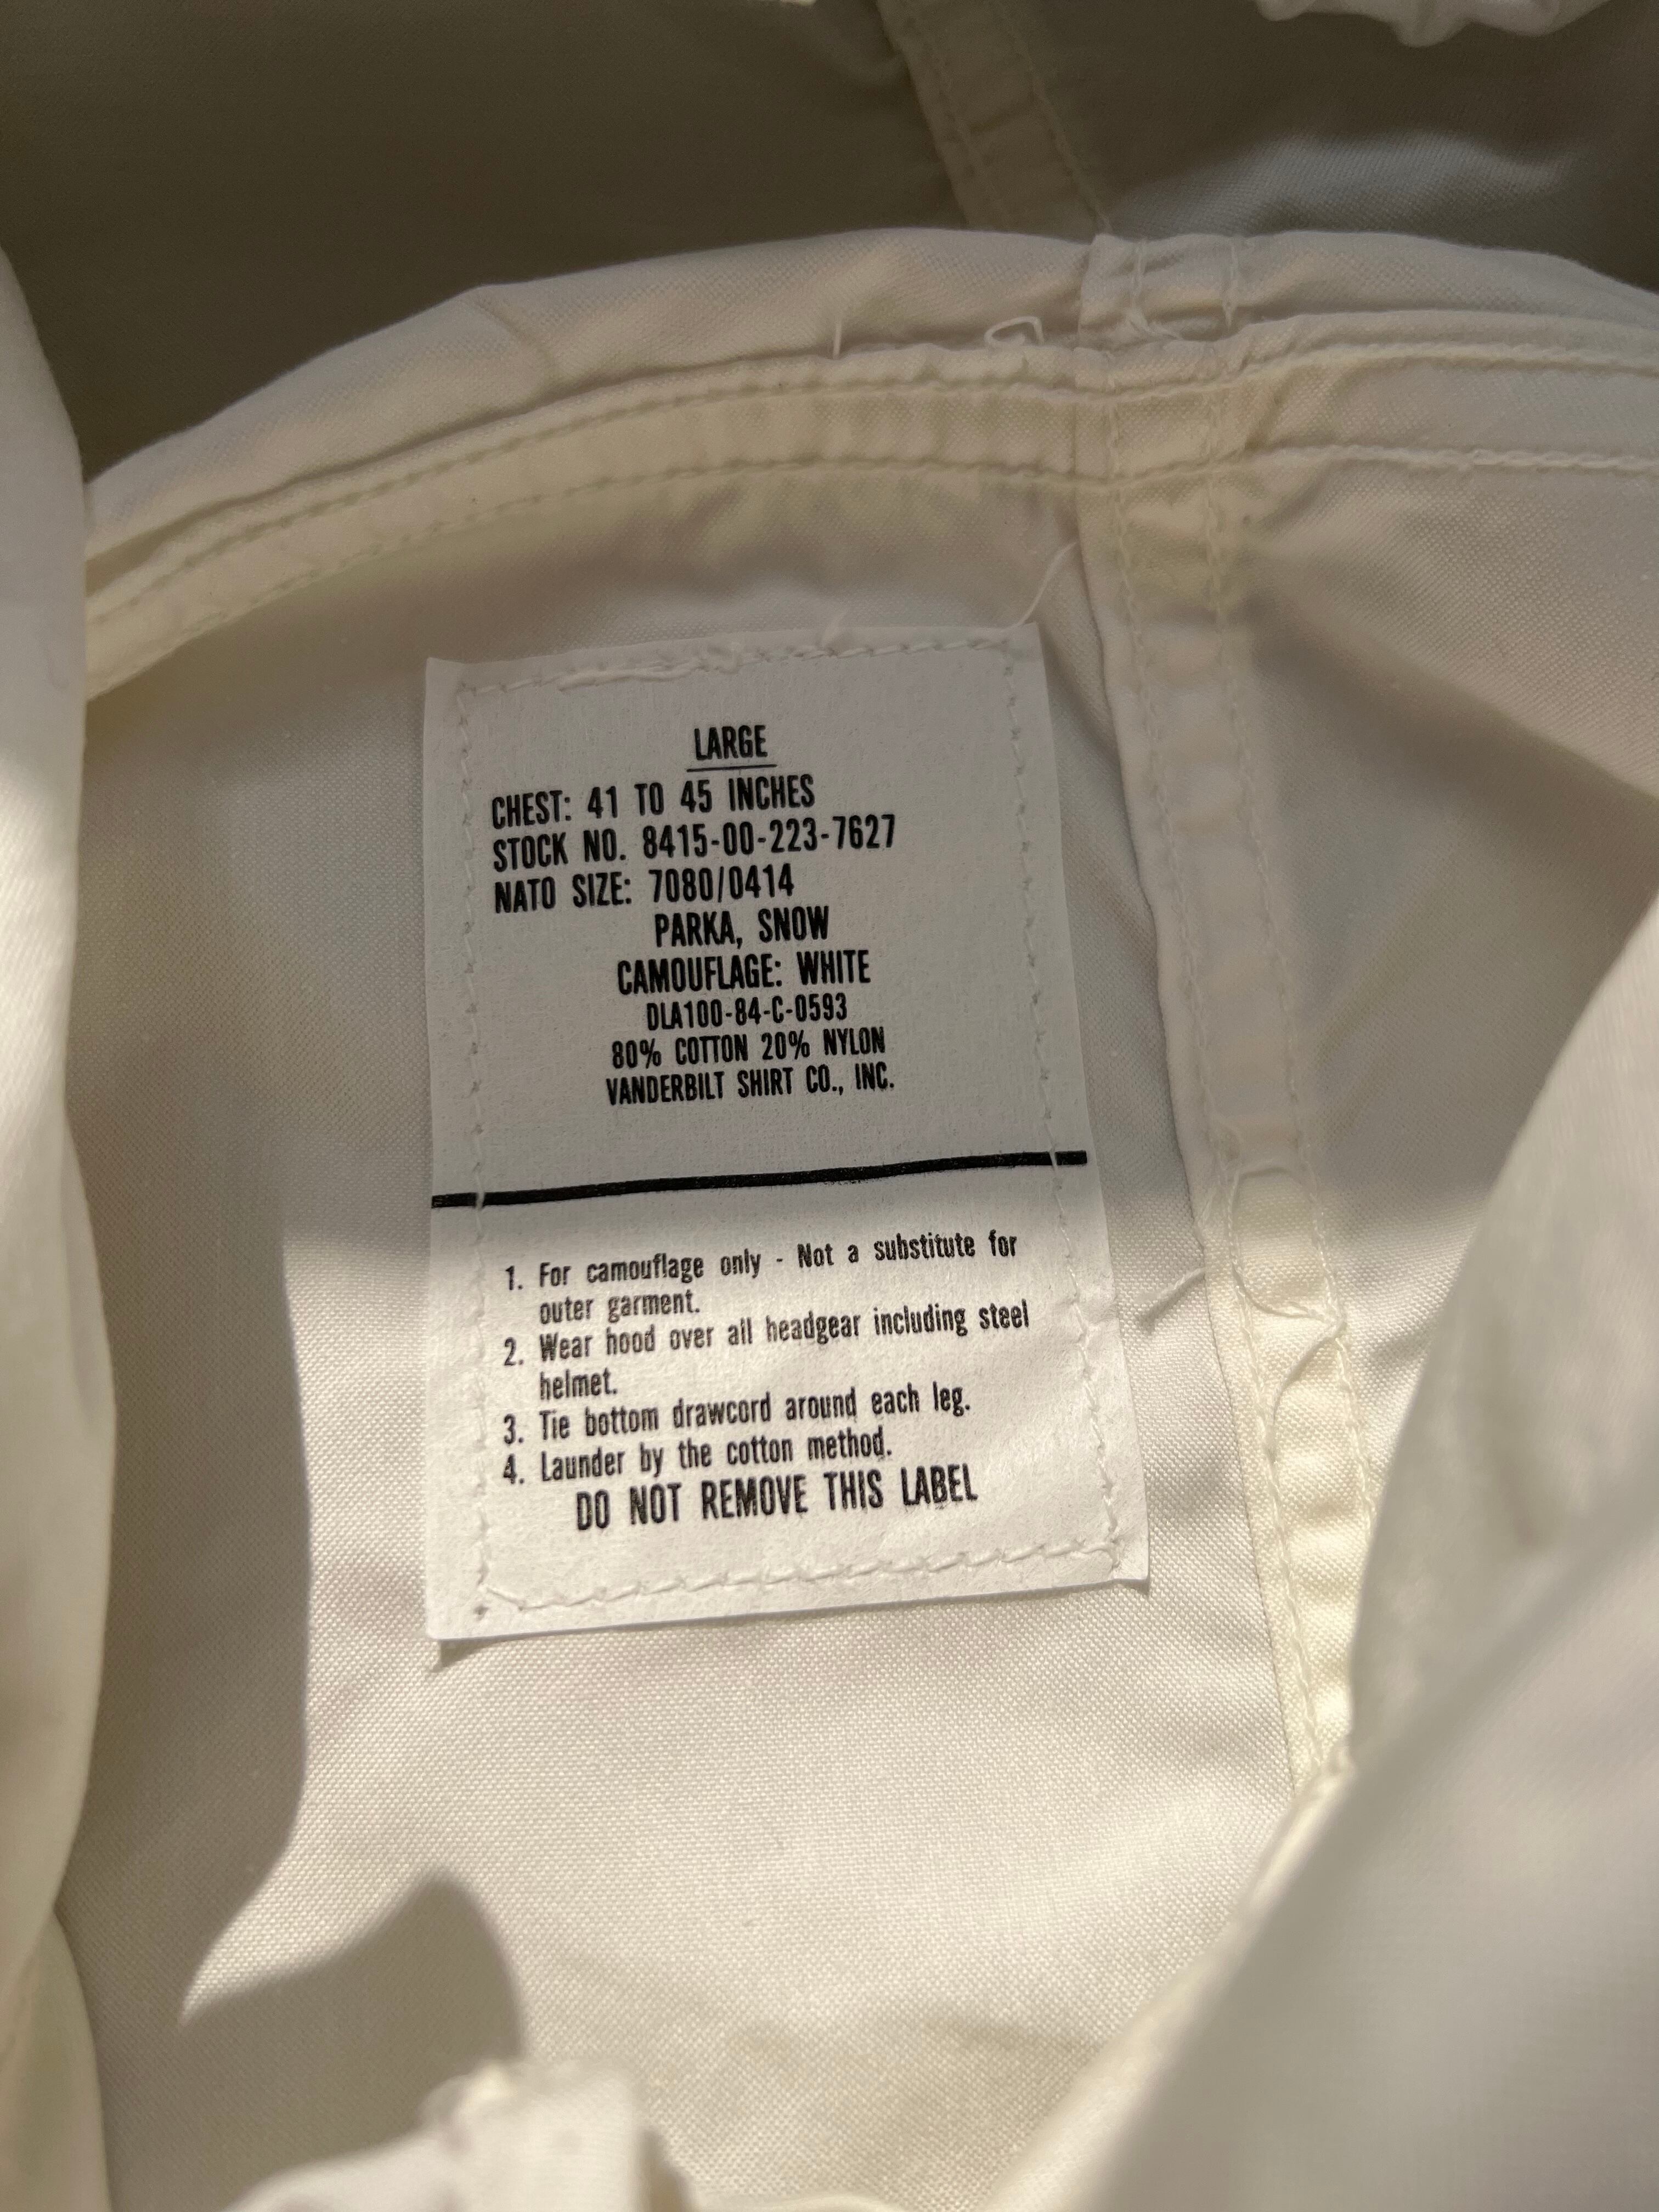 LARGE
CHEST: 41 TO 45 INCHES
STOCK NO. 8415-00-223-7627
NATO SIZE: 7080/0414
PARKA, SNOW
CAMOUFLAGE: WHITE
DLA100-84-C-0593
80% COTTON 20% NYLON
VANDERBILT SHIRT CO., INC.
1. For camouflage only - Not a substitute for
outer garment.
2. Wear hood over all headgear including steel
helmet.
3. Tie bottom drawcord around each leg.
4. Launder by the cotton method.
DO NOT REMOVE THIS LABEL